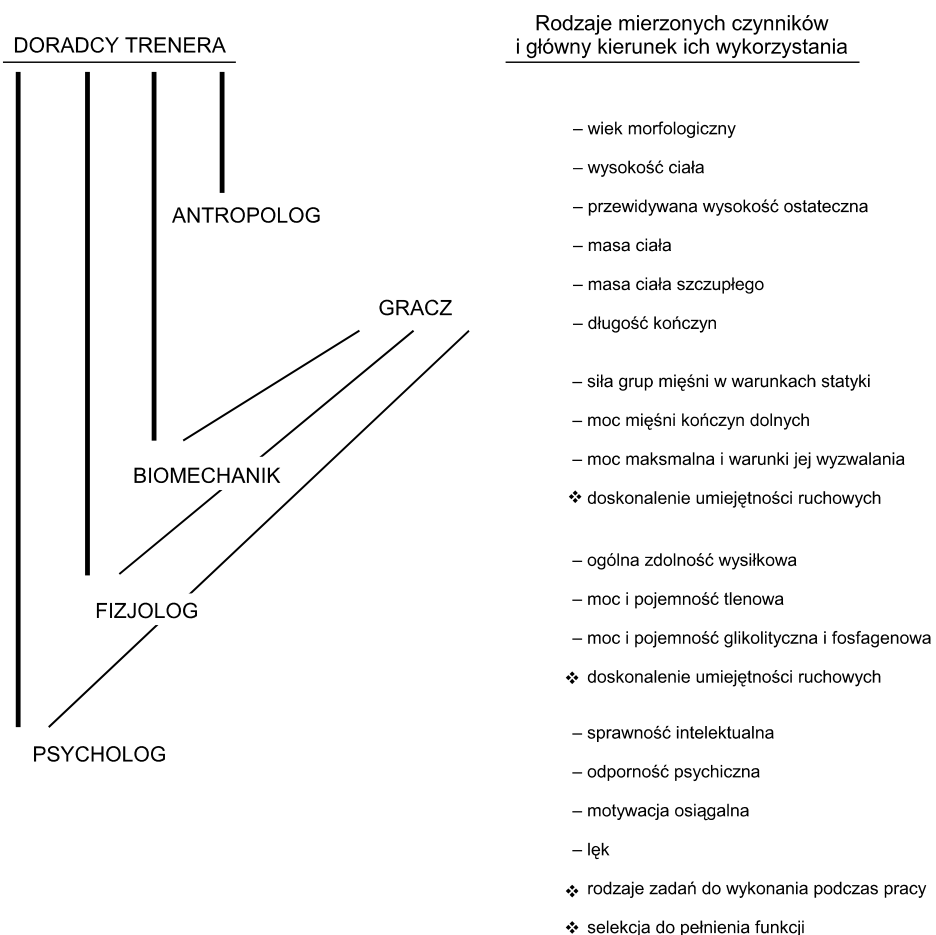 DORADCY TRENERA
ANTROPOLOG
GRACZ
BIOMECHANIK
FIZJOLOG
PSYCHOLOG
Rodzaje mierzonych czynników
i główny kierunek ich wykorzystania
– wiek morfologiczny
– wysokość ciała
– przewidywana wysokość ostateczna
– masa ciała
– masa ciała szczupłego
– długość kończyn
– siła grup mięśni w warunkach statyki
– moc mięśni kończyn dolnych
– moc maksmalna i warunki jej wyzwalania
❖ doskonalenie umiejętności ruchowych
– ogólna zdolność wysiłkowa
– moc i pojemność tlenowa
– moc i pojemność glikolityczna i fosfagenowa
❖ doskonalenie umiejętności ruchowych
– sprawność intelektualna
– odporność psychiczna
– motywacja osiągalna
– lęk
❖ rodzaje zadań do wykonania podczas pracy
❖ selekcja do pełnienia funkcji